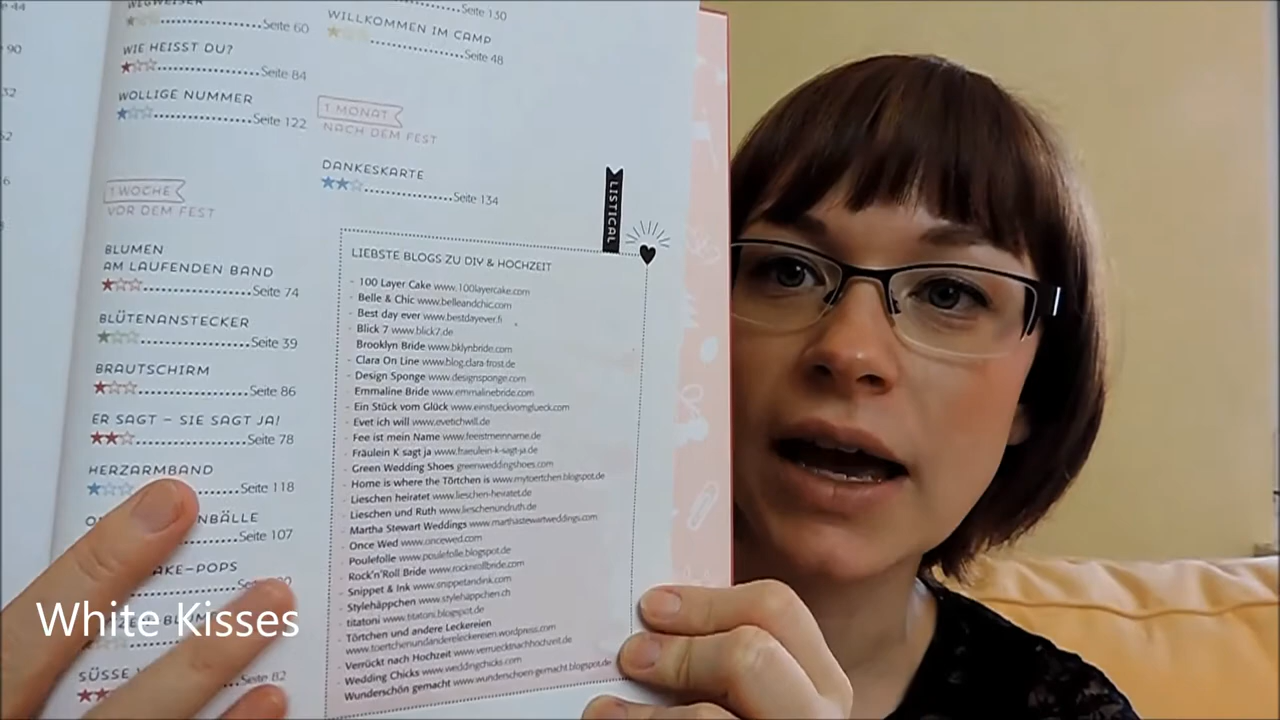 e 44
90
32
52
6
WEGWEISER
Seite 60
WIE HEISST DU?
Seite 84
WOLLIGE NUMMER
Seite 122
1 WOCHE
VOR DEM FEST
BLUMEN
AM LAUFENDEN BAND
Seite 74
BLÜTENANSTECKER
Seite 39
BRAUTSCHIRM
Seite 86
ER SAGT – SIE SAGT JA!
Seite 78
HERZARMBAND
Seite 118
Seite 107
AKE-POPS
SÜSSE
Seite 82
Seite 130
WILLKOMMEN IM CAMP
Seite 48
1 MONAT
NACH DEM FEST
DANKESKARTE
Seite 134
LISTICAL
LIEBSTE BLOGS ZU DIY & HOCHZEIT
- 100 Layer Cake www.100layercake.com
- Belle & Chic www.belleandchic.com
- Best day ever www.bestdayever.fi
- Blick 7 www.blick7.de
Brooklyn Bride www.bklynbride.com
- Clara On Line www.blog.clara-frost.de
- Design Sponge www.designsponge.com
- Emmaline Bride www.emmalinebride.com
- Ein Stück vom Glück www.einstueckvomglueck.com
- Evet ich will www.evetichwill.de
- Fee ist mein Name www.feeistmeinname.de
- Fräulein K sagt ja www.fraeulein-k-sagt-ja.de
- Green Wedding Shoes greenweddingshoes.com
- Home is where the Törtchen is www.mytoertchen.blogspot.de
- Lieschen heiratet www.lieschen-heiratet.de
- Lieschen und Ruth www.lieschenundruth.de
- Martha Stewart Weddings www.marthastewartweddings.com
- Once Wed www.oncewed.com
- Poulefolle www.poulefolle.blogspot.de
- Rock'n'Roll Bride www.rocknrollbride.com
- Snippet & Ink www.snippetandink.com
- Stylehäppchen www.stylehäppchen.ch
- titatoni www.titatoni.blogspot.de
- Törtchen und andere Leckereien
www.toertchenundandereleckereien.wordpress.com
- Verrückt nach Hochzeit www.verruecktnachhochzeit.de
- Wedding Chicks www.weddingchicks.com
Wunderschön gemacht www.wunderschoen-gemacht.blogspot.de
White Kisses